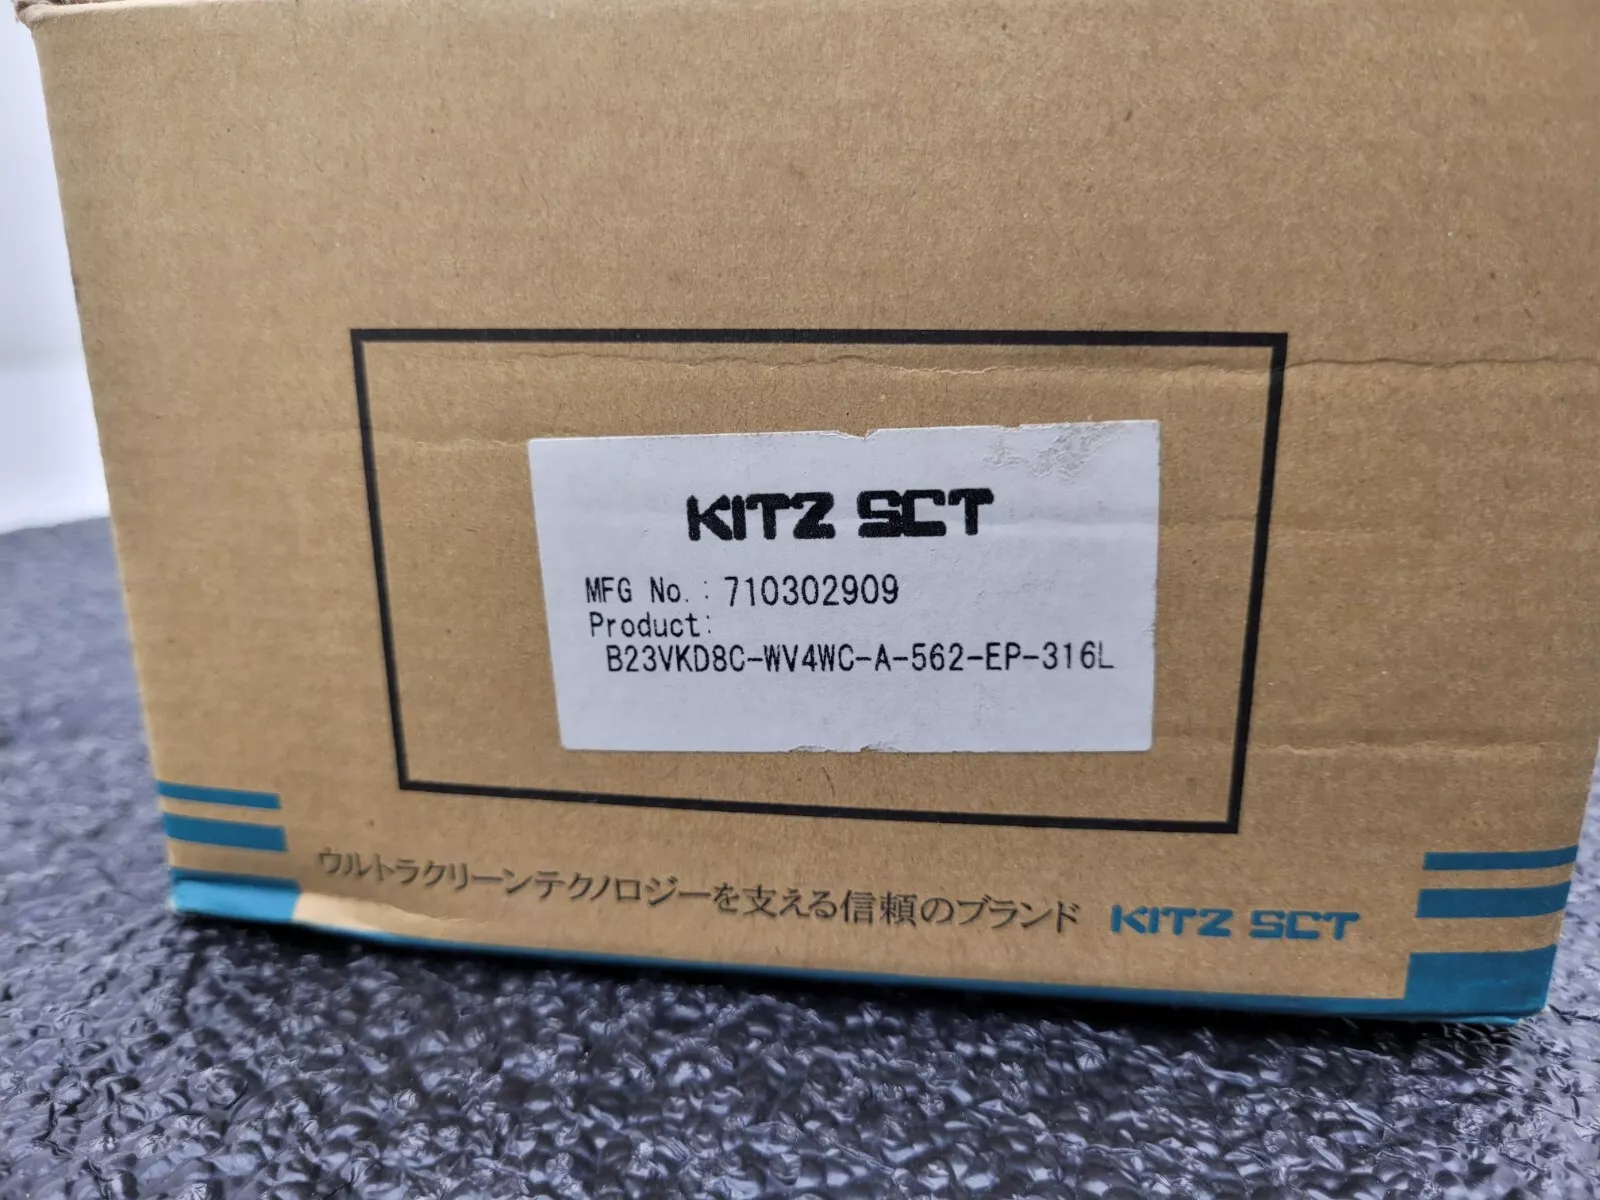 KITZ SCT
MFG No.: 710302909
Product:
B23VKD8C-WV4WC-A-562-EP-316L
ウルトラクリーンテクノロジーを支える信頼のブランド KITZ SCT